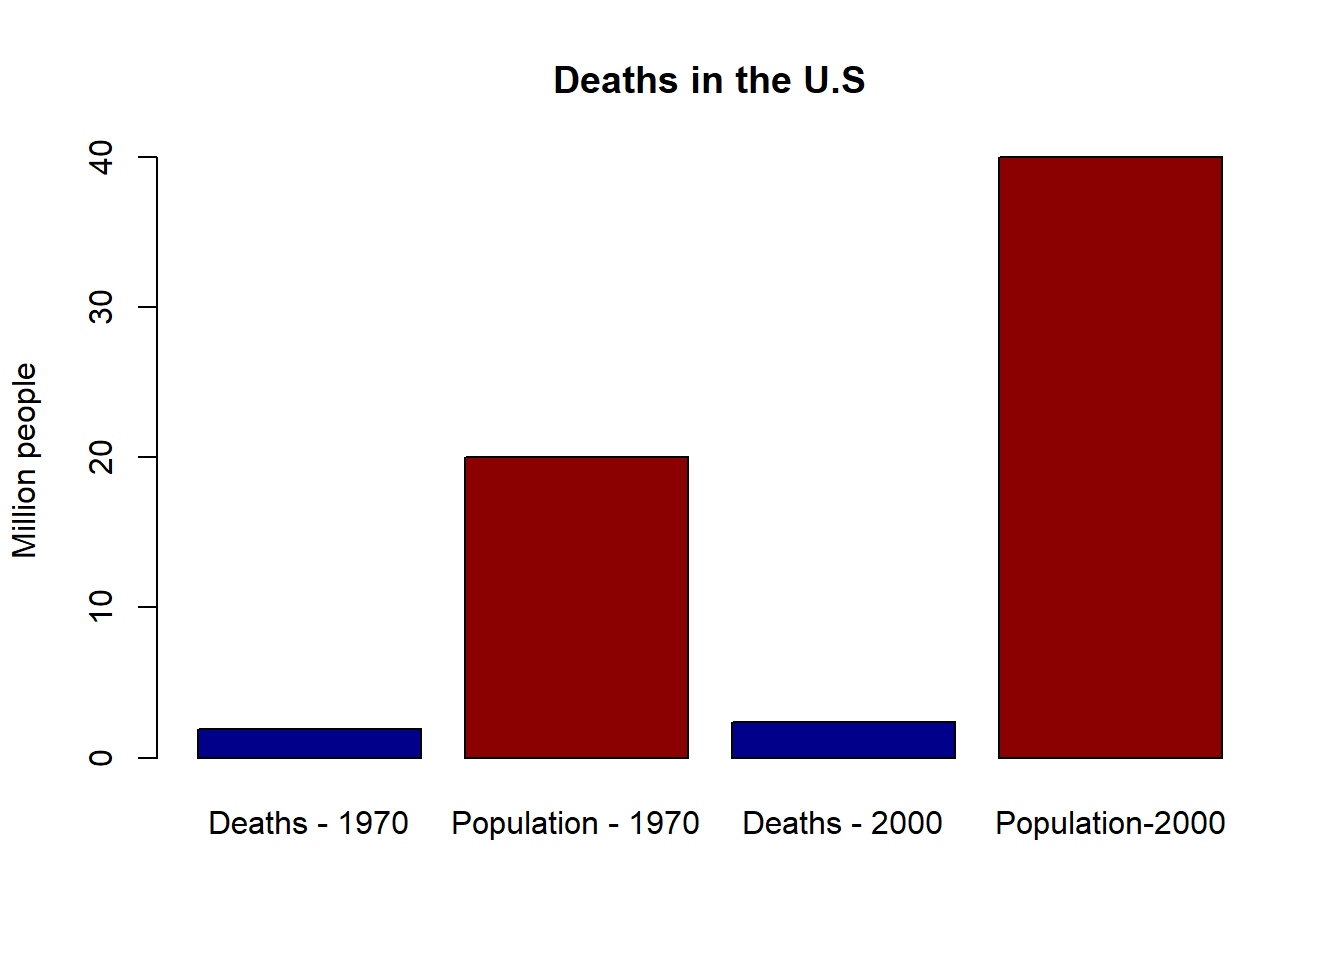 Deaths in the U.S
Million people
40
30
20
10
0
Deaths - 1970
Population - 1970
Deaths - 2000
Population-2000